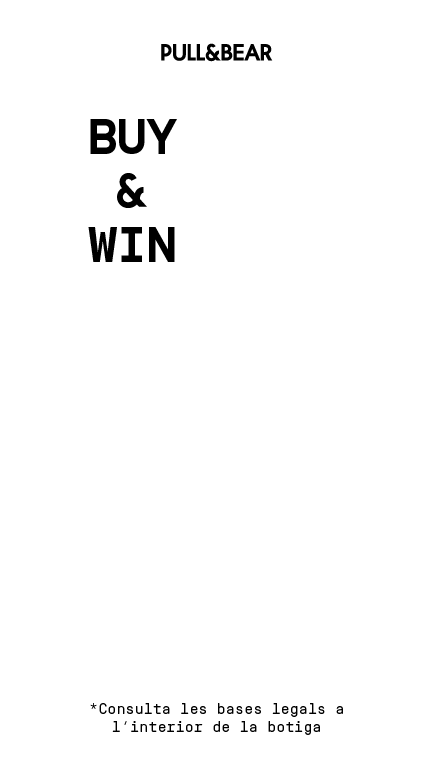 PULL&BEAR
BUY
&
WIN
*Consulta les bases legals a
l'interior de la botiga